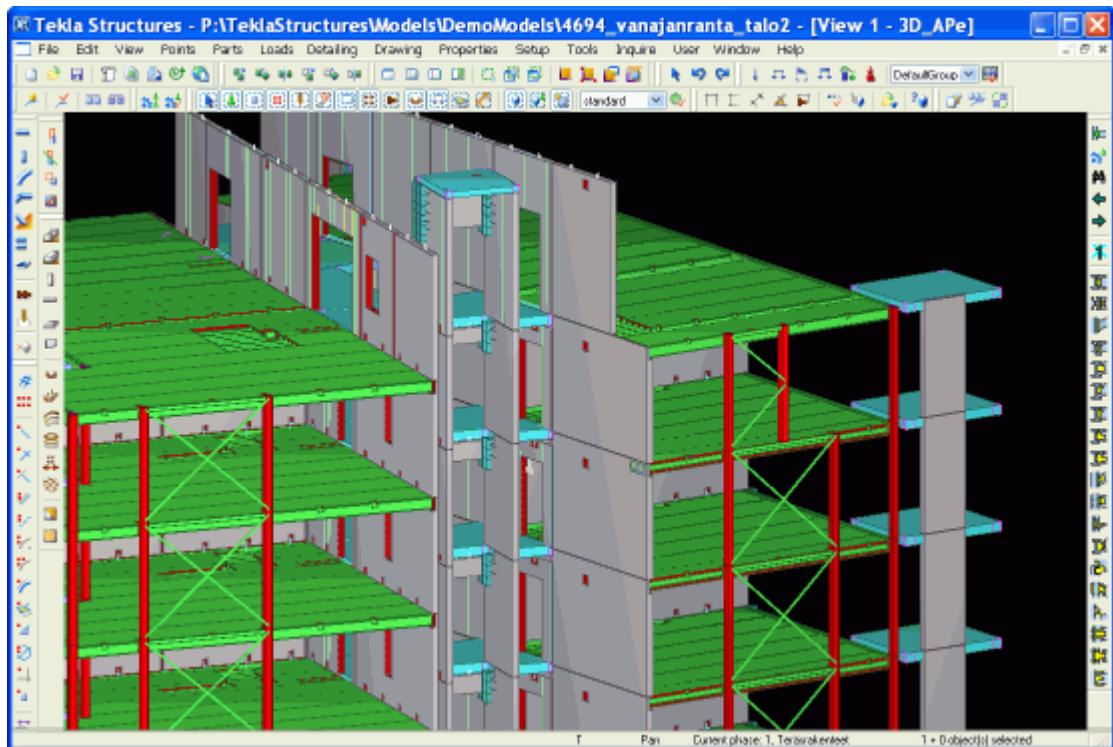 Tekla Structures - P:\TeklaStructures\Models\DemoModels\4694_vanajanranta_talo2 - [View 1 - 3D_APe]
File Edit View Points Parts Loads Detailing Drawing Properties Setup Tools Inquire User Window Help
DefaultGroup
standard
T Pan Current phase: 1, Teräsrakenteet 1 + 0 object(s) selected